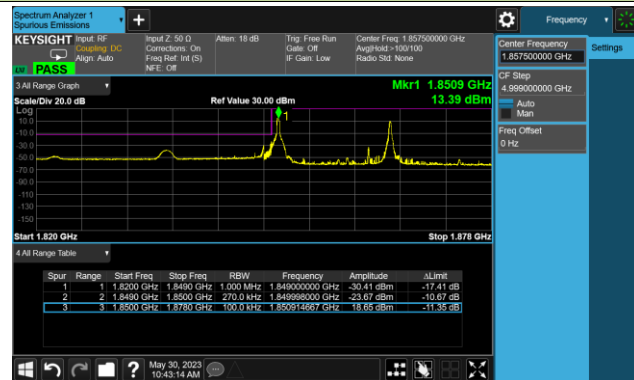 Spectrum Analyzer 1
Spurious Emissions
Frequency
KEYSIGHT
Input: RF
Coupling: DC
Align: Auto
Input Z: 50 Ω
Corrections: On
Freq Ref: Int (S)
NFE: Off
Atten: 18 dB
Trig: Free Run
Gate: Off
IF Gain: Low
Center Freq: 1.857500000 GHz
Avg|Hold:>100/100
Radio Std: None
PASS
Center Frequency
1.857500000 GHz
Settings
CF Step
4.999000000 GHz
Auto
Man
Freq Offset
0 Hz
3 All Range Graph
Mkr1 1.8509 GHz
Scale/Div 20.0 dB
Ref Value 30.00 dBm
13.39 dBm
Log
10.0
-10.0
-30.0
-50.0
-70.0
-90.0
-110
-130
-150
1
Start 1.820 GHz
Stop 1.878 GHz
4 All Range Table
Spur Range Start Freq Stop Freq RBW Frequency Amplitude ΔLimit
1 1 1.8200 GHz 1.8490 GHz 1.000 MHz 1.849000000 GHz -30.41 dBm -17.41 dB
2 2 1.8490 GHz 1.8500 GHz 270.0 kHz 1.849998000 GHz -23.67 dBm -10.67 dB
3 3 1.8500 GHz 1.8780 GHz 100.0 kHz 1.850914667 GHz 18.65 dBm -11.35 dB
May 30, 2023
10:43:14 AM